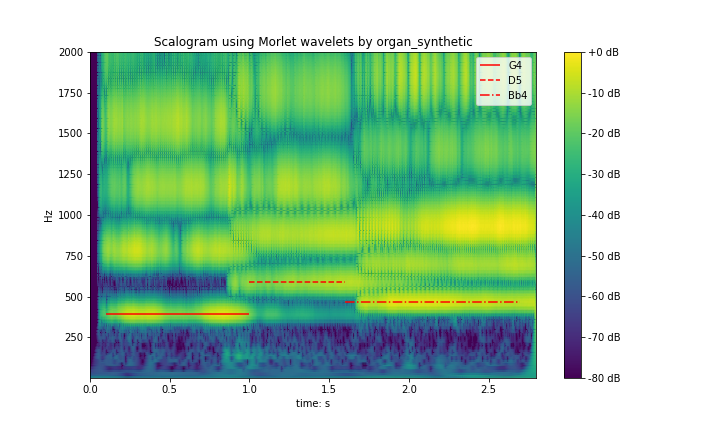 Scalogram using Morlet wavelets by organ_synthetic
2000
1750
1500
1250
1000
750
500
250
Hz
0.0
0.5
1.0
1.5
2.0
2.5
time: s
G4
D5
Bb4
+0 dB
-10 dB
-20 dB
-30 dB
-40 dB
-50 dB
-60 dB
-70 dB
-80 dB